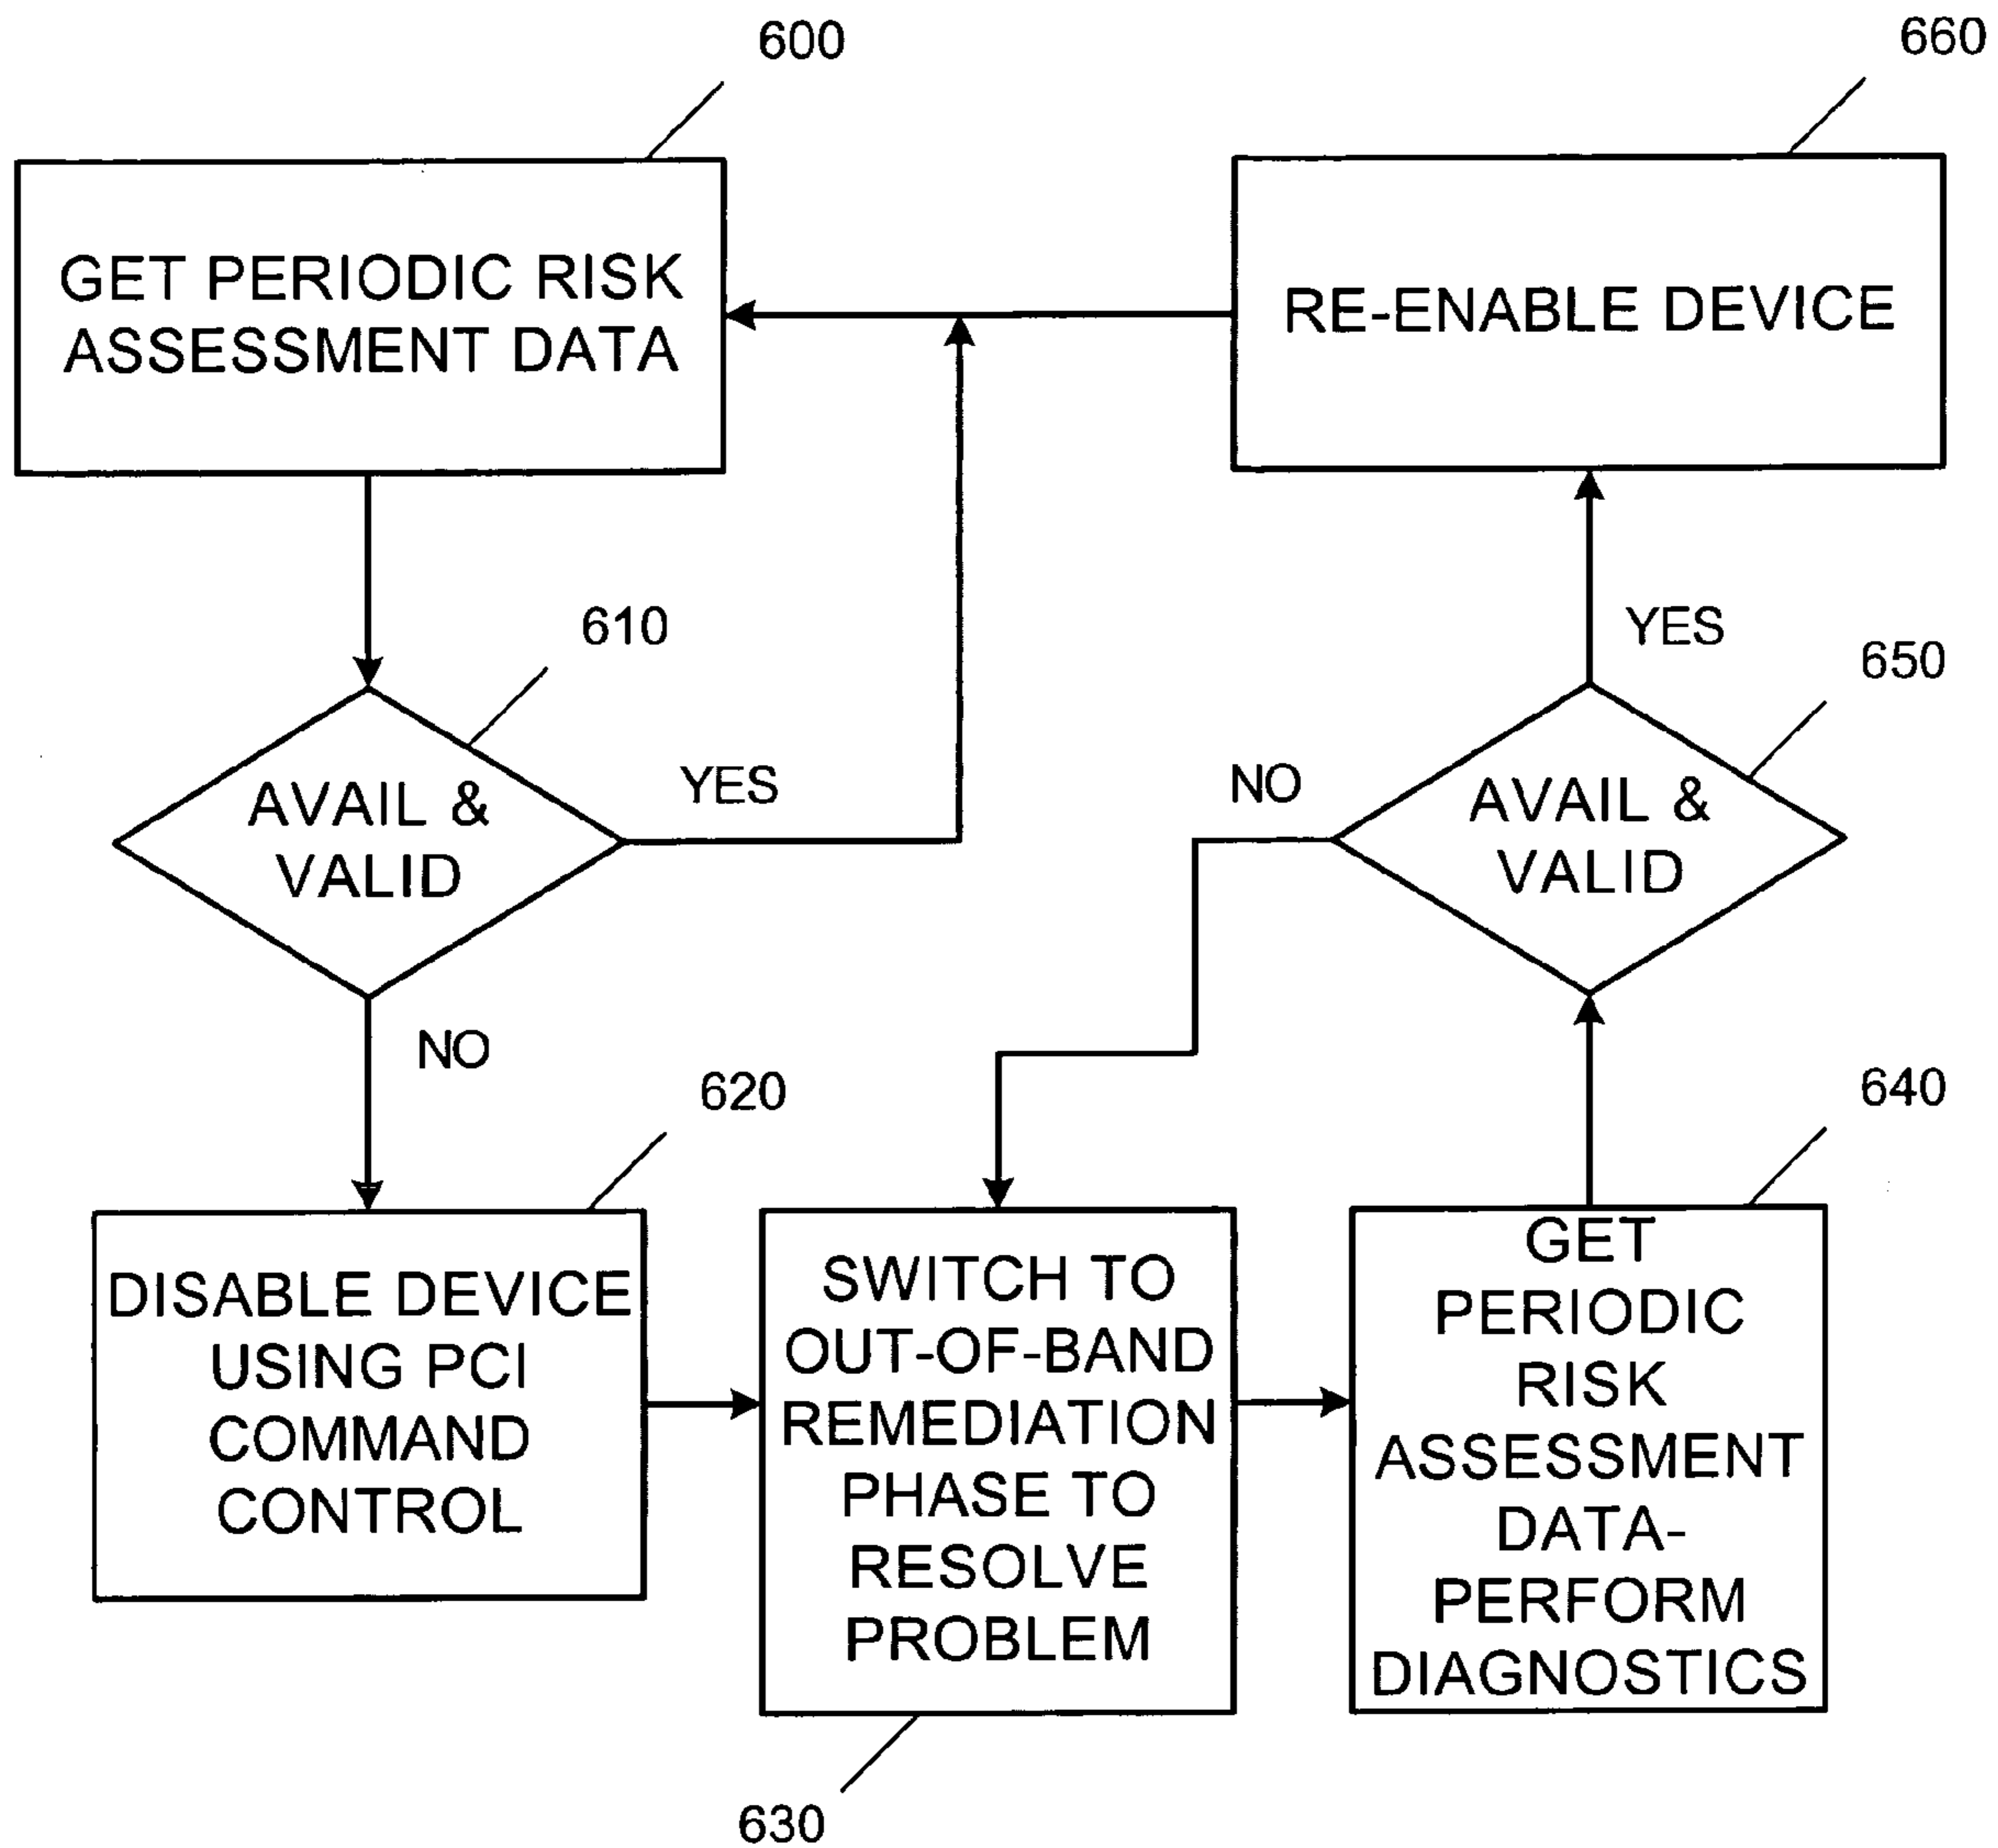 600
660
GET PERIODIC RISK
ASSESSMENT DATA
RE-ENABLE DEVICE
610
YES
650
AVAIL &
VALID
YES
NO
AVAIL &
VALID
NO
620
640
DISABLE DEVICE
USING PCI
COMMAND
CONTROL
SWITCH TO
OUT-OF-BAND
REMEDIATION
PHASE TO
RESOLVE
PROBLEM
GET
PERIODIC
RISK
ASSESSMENT
DATA-
PERFORM
DIAGNOSTICS
630